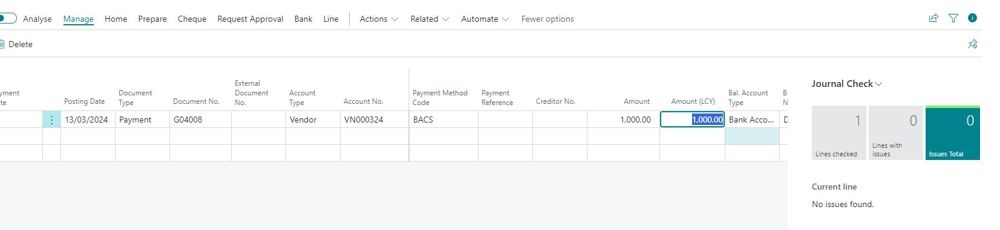 Analyse Manage Home Prepare Cheque Request Approval Bank Line Actions Related Automate Fewer options
Delete
Journal Check
yment
te
Posting Date
Document
Type
Document No.
External
Document
No.
Account
Type
Account No.
Payment Method
Code
Payment
Reference
Creditor No.
Amount
Amount (LCY)
Bal. Account
Type
B
N
13/03/2024 Payment G04008 Vendor VN000324 BACS 1,000.00 1,000.00 Bank Acco... D
1
Lines checked
0
Lines with
issues
0
Issues Total
Current line
No issues found.